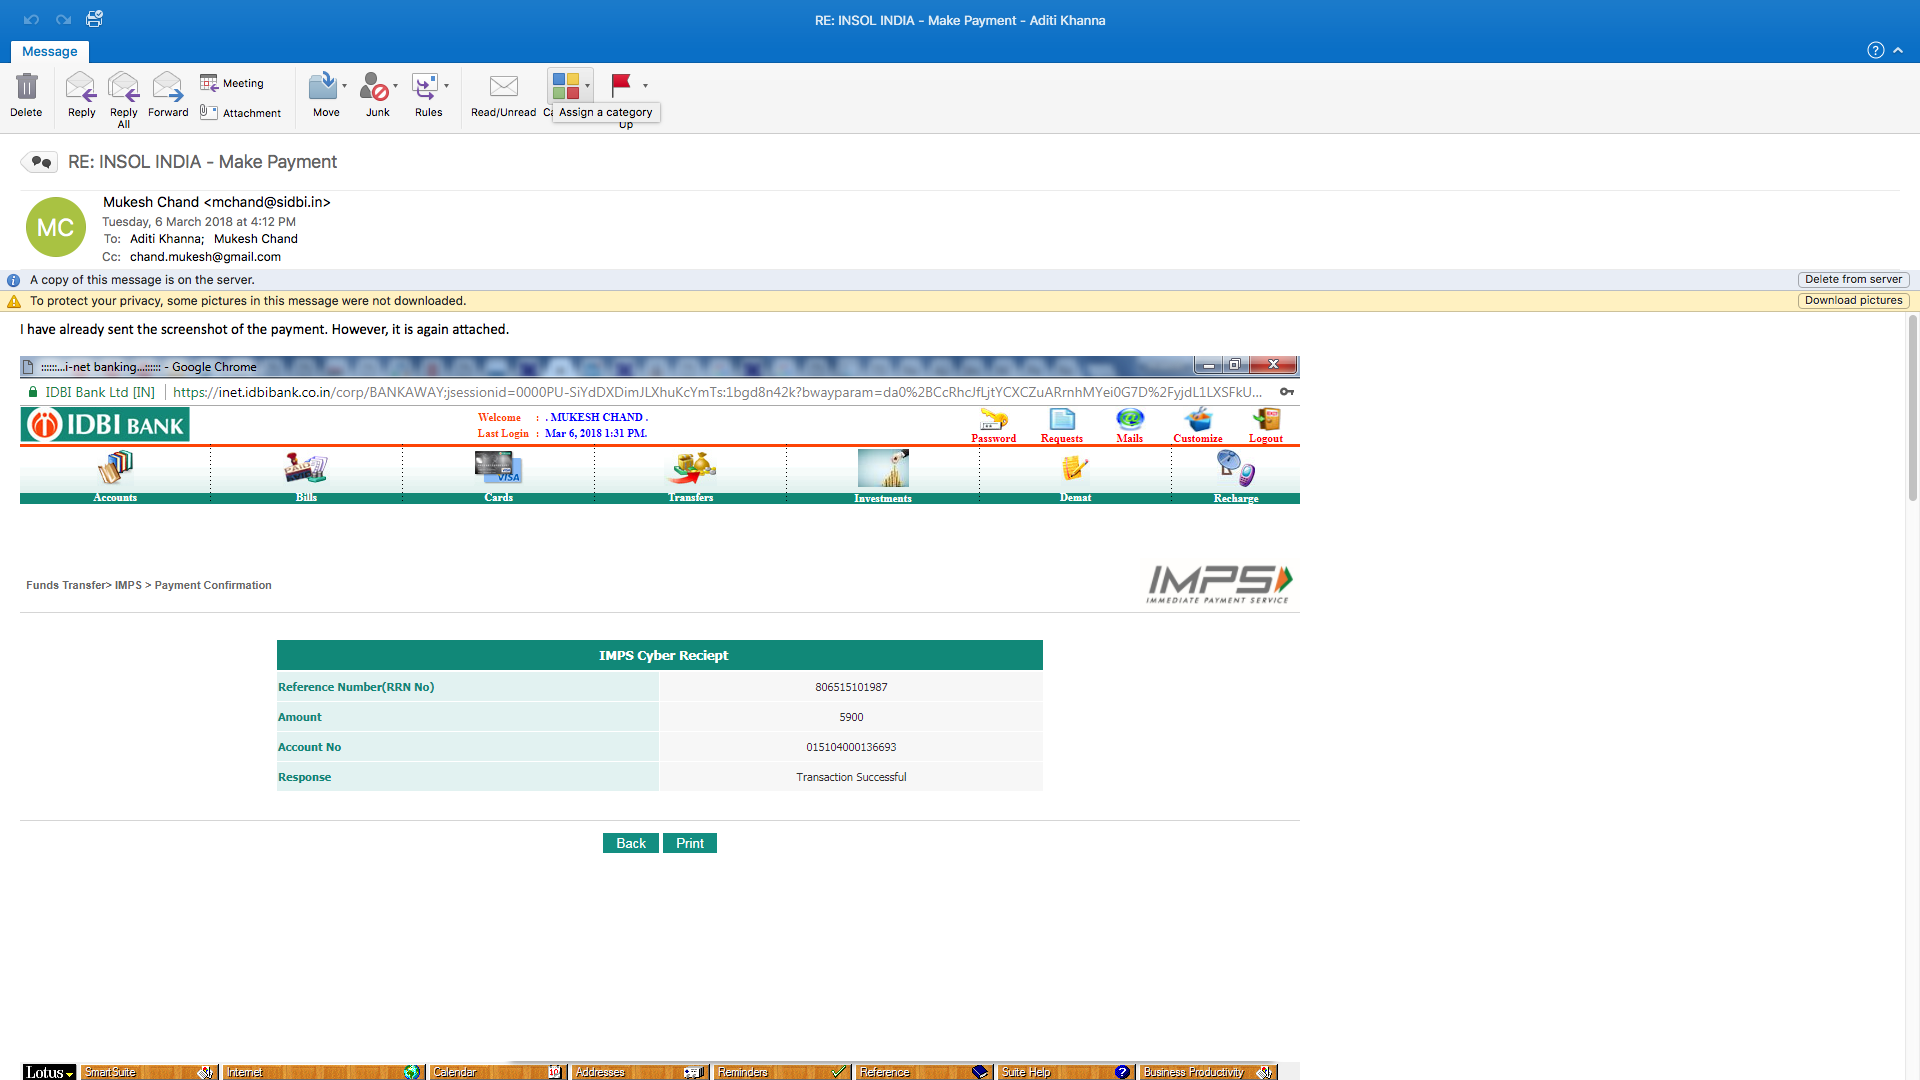 RE: INSOL INDIA - Make Payment - Aditi Khanna
Message
Delete
Reply
Reply All
Forward
Meeting
Attachment
Move
Junk
Rules
Read/Unread
Assign a category
Up
RE: INSOL INDIA - Make Payment
MC
Mukesh Chand <mchand@sidbi.in>
Tuesday, 6 March 2018 at 4:12 PM
To: Aditi Khanna; Mukesh Chand
Cc: chand.mukesh@gmail.com
A copy of this message is on the server.
Delete from server
To protect your privacy, some pictures in this message were not downloaded.
Download pictures
I have already sent the screenshot of the payment. However, it is again attached.
::::::...i-net banking...:::::: - Google Chrome
IDBI Bank Ltd [IN] https://inet.idbibank.co.in/corp/BANKAWAY;jsessionid=0000PU-SiYdDXDimJLXhuKcYmTs:1bgd8n42k?bwayparam=da0%2BCcRhcJfLjtYCXCZuARrnhMYei0G7D%2FyjdL1LXSFkU...
IDBI BANK
Welcome : . MUKESH CHAND .
Last Login : Mar 6, 2018 1:31 PM.
Password
Requests
Mails
Customize
Logout
Accounts
Bills
Cards
Transfers
Investments
Demat
Recharge
Funds Transfer> IMPS > Payment Confirmation
IMPS
IMMEDIATE PAYMENT SERVICE
IMPS Cyber Reciept
Reference Number(RRN No) 806515101987
Amount 5900
Account No 015104000136693
Response Transaction Successful
Back
Print
Lotus
SmartSuite
Internet
Calendar
Addresses
Reminders
Reference
Suite Help
Business Productivity